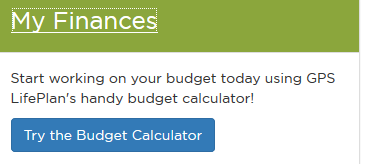 My Finances
Start working on your budget today using GPS
LifePlan's handy budget calculator!
Try the Budget Calculator